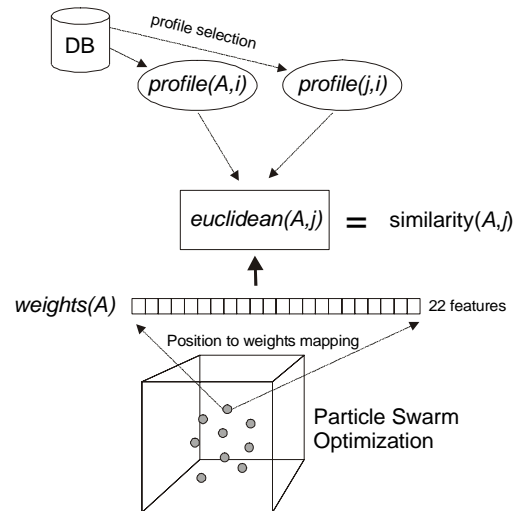 profile selection
DB
profile(A,i)
profile(j,i)
euclidean(A,j) = similarity(A,j)
weights(A)
22 features
Position to weights mapping
Particle Swarm
Optimization